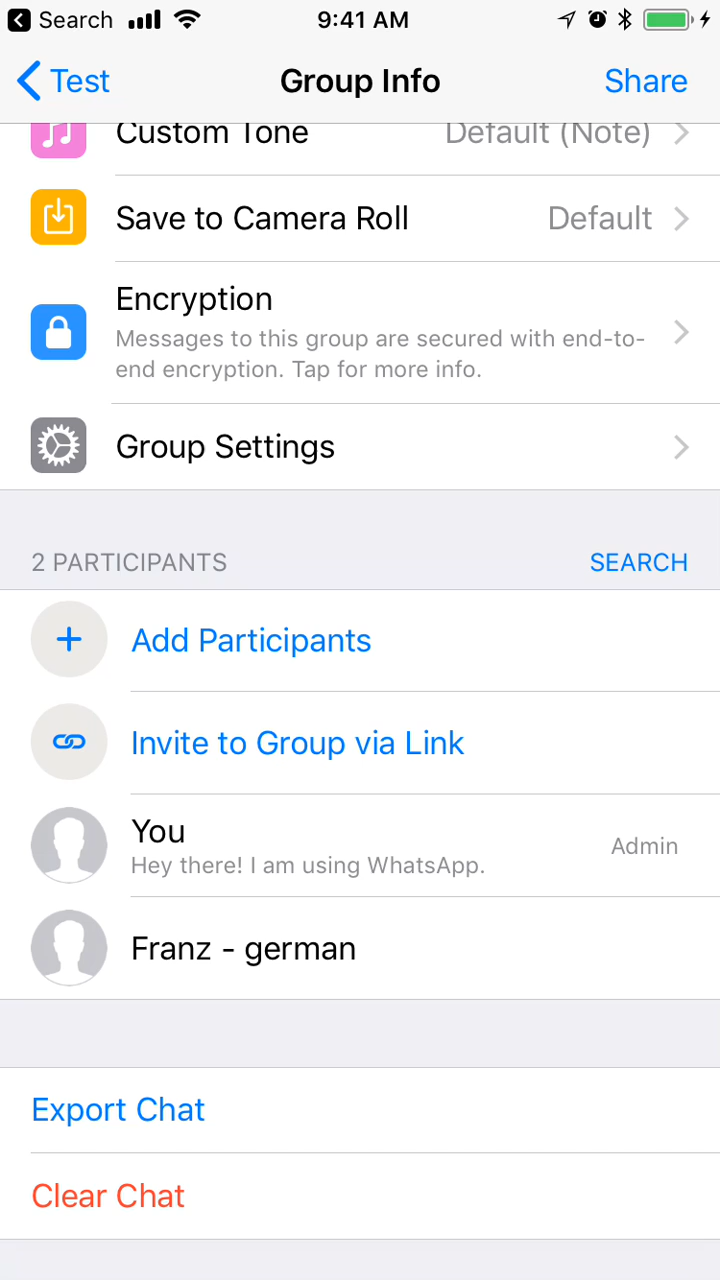 Search 9:41 AM
Test Group Info Share
Custom Tone Default (Note)
Save to Camera Roll Default
Encryption
Messages to this group are secured with end-to-
end encryption. Tap for more info.
Group Settings
2 PARTICIPANTS SEARCH
Add Participants
Invite to Group via Link
You
Hey there! I am using WhatsApp.
Admin
Franz - german
Export Chat
Clear Chat